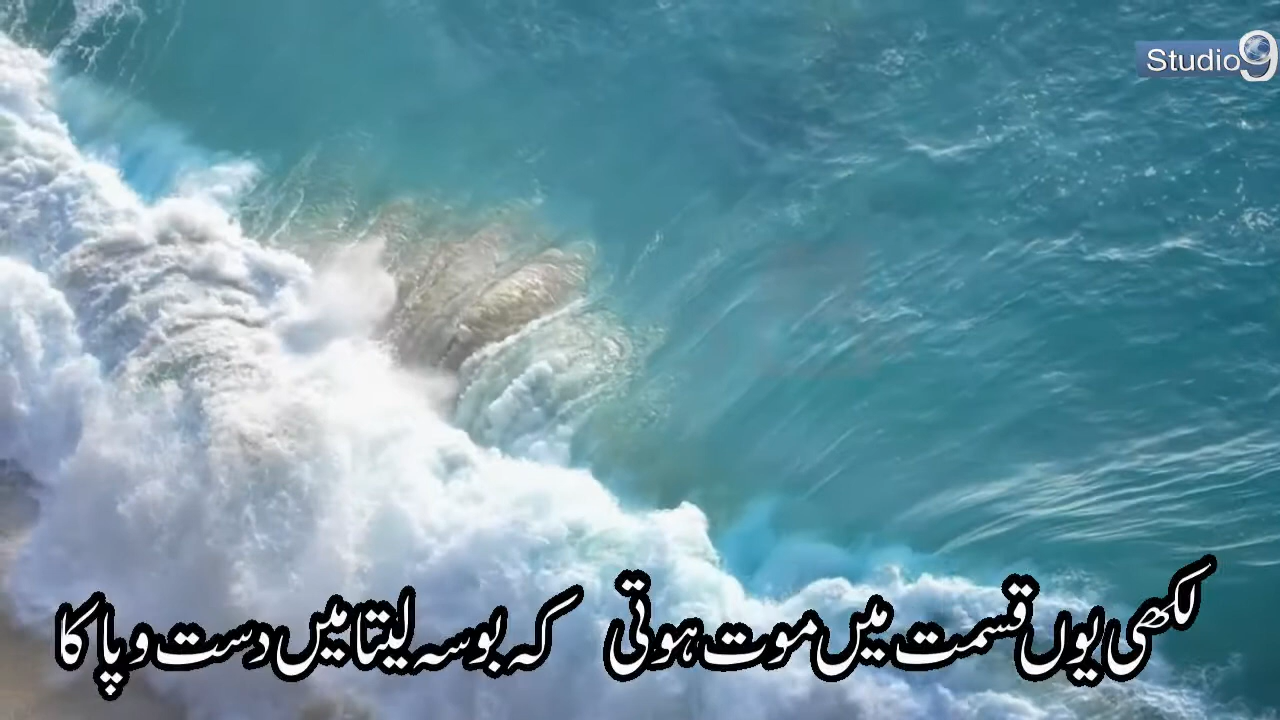 Studio9
لکھی یوں قسمت میں موت ہوتی کہ بوسہ لیتا میں دست و پا کا